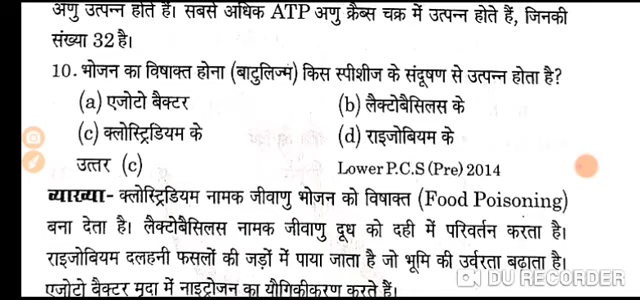 अणु उत्पन्न होते हैं। सबसे अधिक ATP अणु क्रैब्स चक्र में उत्पन्न होते हैं, जिनकी
संख्या 32 है।
10. भोजन का विषाक्त होना (बाटुलिज्म) किस स्पीशीज के संदूषण से उत्पन्न होता है?
(a) एजोटो बैक्टर (b) लैक्टोबैसिलस के
(c) क्लोस्ट्रिडियम के (d) राइजोबियम के
उत्तर (c) Lower P.C.S (Pre) 2014
व्याख्या- क्लोस्ट्रिडियम नामक जीवाणु भोजन को विषाक्त (Food Poisoning)
बना देता है। लैक्टोबैसिलस नामक जीवाणु दूध को दही में परिवर्तन करता है।
राइजोवियम दलहनी फसलों की जड़ों में पाया जाता है जो भूमि की उर्वरता बढ़ाता है।
एजोटो बैक्टर मृदा में नाइट्रोजन का यौगिकीकरण करते हैं।
DU RECORDER